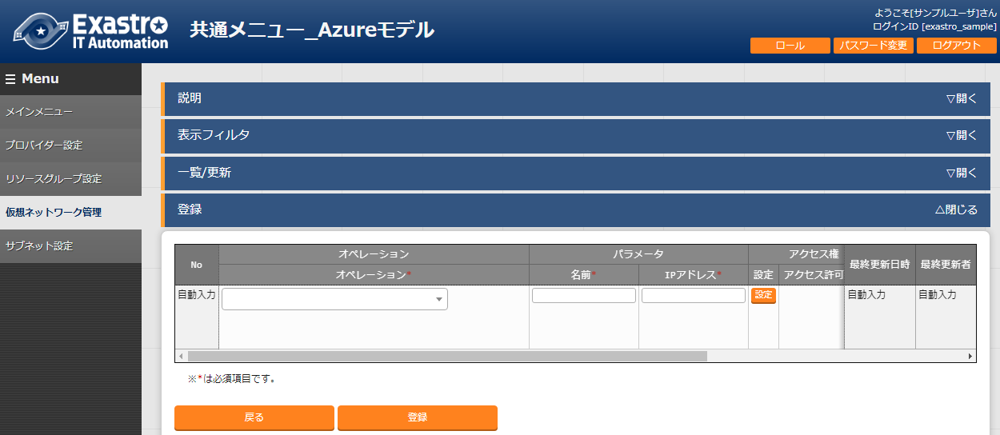 Exastro
IT Automation
共通メニュー_Azureモデル
ようこそ[サンプルユーザ]さん
ログインID [exastro_sample]
ロール パスワード変更 ログアウト
Menu
メインメニュー
プロバイダー設定
リソースグループ設定
仮想ネットワーク管理
サブネット設定
説明 ▽開く
表示フィルタ ▽開く
一覧/更新 ▽開く
登録 △閉じる
No オペレーション パラメータ アクセス権 最終更新日時 最終更新者
オペレーション* 名前* IPアドレス* 設定 アクセス許可
自動入力 設定 自動入力 自動入力
※*は必須項目です。
戻る 登録